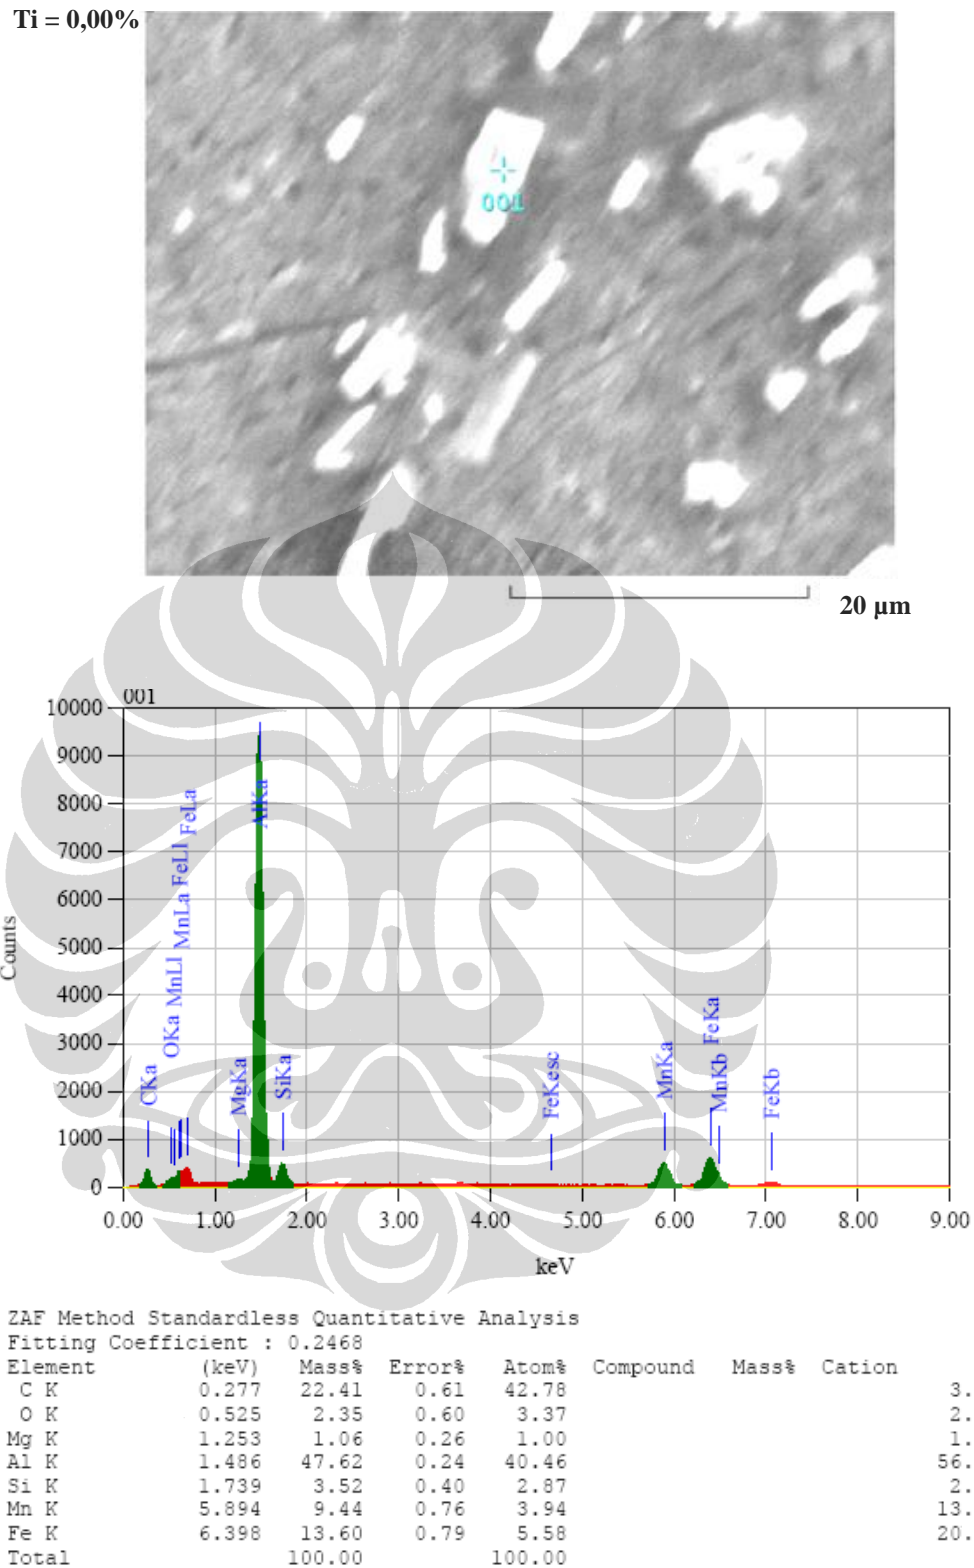 Ti = 0,00%
001
20 µm
001
10000
9000
8000
7000
6000
5000
4000
3000
2000
1000
0
Counts
CKa
OKa
MnLl
MnLa
FeLl
FeLa
MgKa
AlKa
SiKa
FeKesc
MnKa
FeKa
MnKb
FeKb
0.00 1.00 2.00 3.00 4.00 5.00 6.00 7.00 8.00 9.00
keV
ZAF Method Standardless Quantitative Analysis
Fitting Coefficient : 0.2468
Element (keV) Mass% Error% Atom% Compound Mass% Cation
C K 0.277 22.41 0.61 42.78 3.
O K 0.525 2.35 0.60 3.37 2.
Mg K 1.253 1.06 0.26 1.00 1.
Al K 1.486 47.62 0.24 40.46 56.
Si K 1.739 3.52 0.40 2.87 2.
Mn K 5.894 9.44 0.76 3.94 13.
Fe K 6.398 13.60 0.79 5.58 20.
Total 100.00 100.00